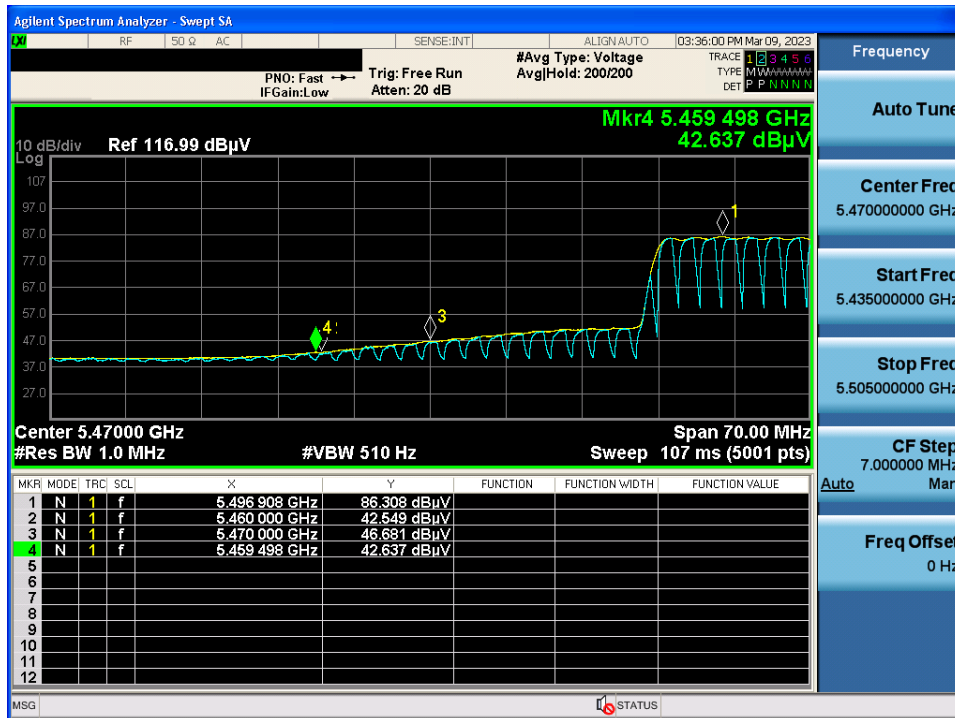 Agilent Spectrum Analyzer - Swept SA
LXI RF 50 Ω AC SENSE:INT ALIGN AUTO 03:36:00 PM Mar 09, 2023
PNO: Fast Trig: Free Run #Avg Type: Voltage TRACE 1 2 3 4 5 6
IFGain:Low Atten: 20 dB Avg|Hold: 200/200 TYPE M WWWWW
DET P P N N N N
Frequency
Auto Tune
Mkr4 5.459 498 GHz
42.637 dBµV
10 dB/div Ref 116.99 dBµV
Log
107
97.0
87.0
77.0
67.0
57.0
47.0
37.0
27.0
1
3
4
Center 5.47000 GHz Span 70.00 MHz
#Res BW 1.0 MHz #VBW 510 Hz Sweep 107 ms (5001 pts)
Center Freq
5.470000000 GHz
Start Freq
5.435000000 GHz
Stop Freq
5.505000000 GHz
CF Step
7.000000 MHz
Auto Man
Freq Offset
0 Hz
MKR MODE TRC SCL X Y FUNCTION FUNCTION WIDTH FUNCTION VALUE
1 N 1 f 5.496 908 GHz 86.308 dBµV
2 N 1 f 5.460 000 GHz 42.549 dBµV
3 N 1 f 5.470 000 GHz 46.681 dBµV
4 N 1 f 5.459 498 GHz 42.637 dBµV
5
6
7
8
9
10
11
12
MSG STATUS